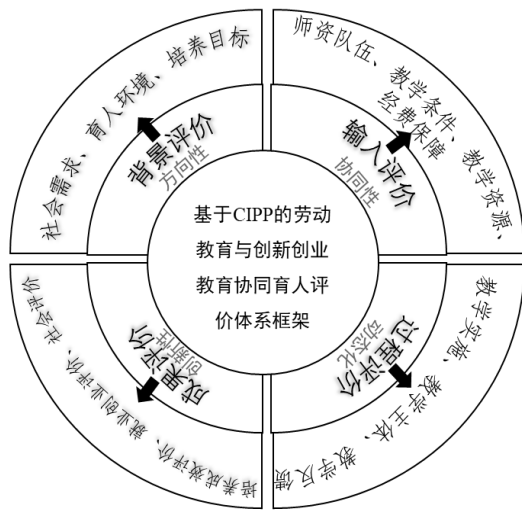 社会需求、育人环境、培养目标
背景评价
方向性
师资队伍、教学条件、教学资源、
经费保障
输入评价
协同性
基于CIPP的劳动
教育与创新创业
教育协同育人评
价体系框架
过程评价
动态化
教学实施、教学主体、教学反馈
成果评价
创新性
培养成效评价、就业创业评价、社会评价